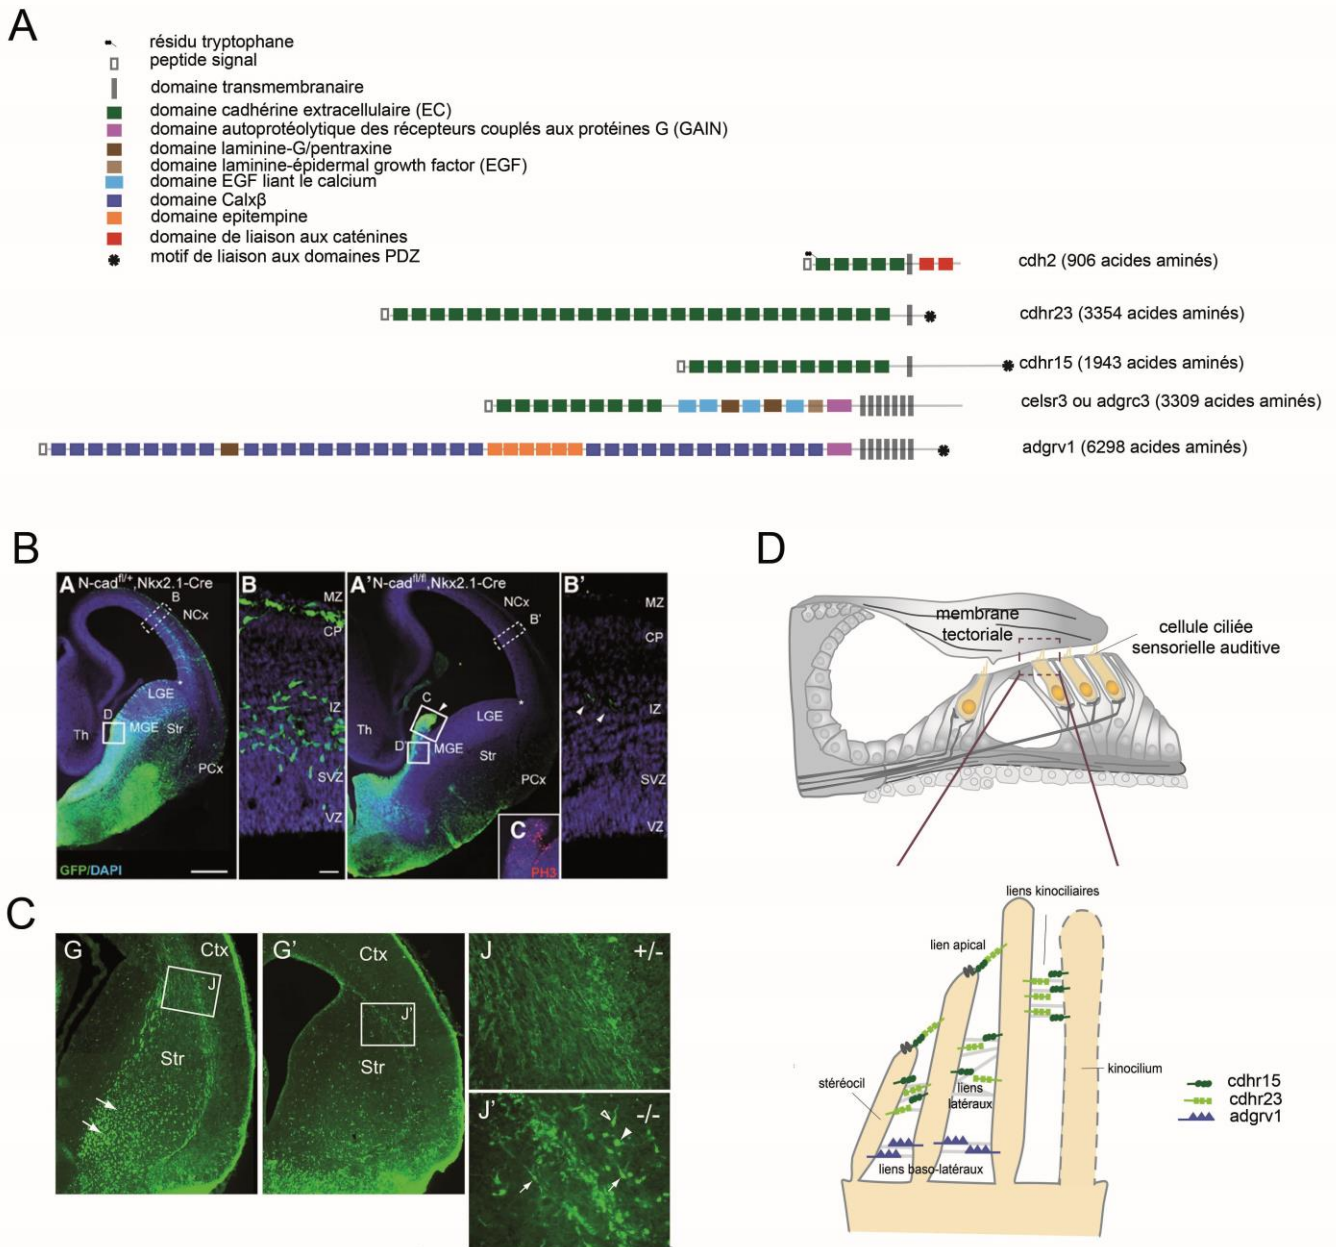 A
résidu tryptophane
peptide signal
domaine transmembranaire
domaine cadhérine extracellulaire (EC)
domaine autoprotéolytique des récepteurs couplés aux protéines G (GAIN)
domaine laminine-G/pentraxine
domaine laminine-épidermal growth factor (EGF)
domaine EGF liant le calcium
domaine Calxβ
domaine epitempine
domaine de liaison aux caténines
motif de liaison aux domaines PDZ
cdh2 (906 acides aminés)
cdhr23 (3354 acides aminés)
cdhr15 (1943 acides aminés)
celsr3 ou adgrc3 (3309 acides aminés)
adgrv1 (6298 acides aminés)
B
A N-cad fl/+, Nkx2.1-Cre
B
NCx
LGE
D
MGE
Str
Th
PCx
GFP/DAPI
B
MZ
CP
IZ
SVZ
VZ
A' N-cad fl/fl, Nkx2.1-Cre
NCx
B'
C
LGE
D'
MGE
Str
Th
PCx
C
PH3
B'
MZ
CP
IZ
SVZ
VZ
C
G
Ctx
J
Str
G'
Ctx
J'
Str
J
+/-
J'
-/-
D
membrane
tectoriale
cellule ciliée
sensorielle auditive
liens kinociliaires
lien apical
stéréocil
liens
latéraux
kinocilium
liens baso-latéraux
cdhr15
cdhr23
adgrv1